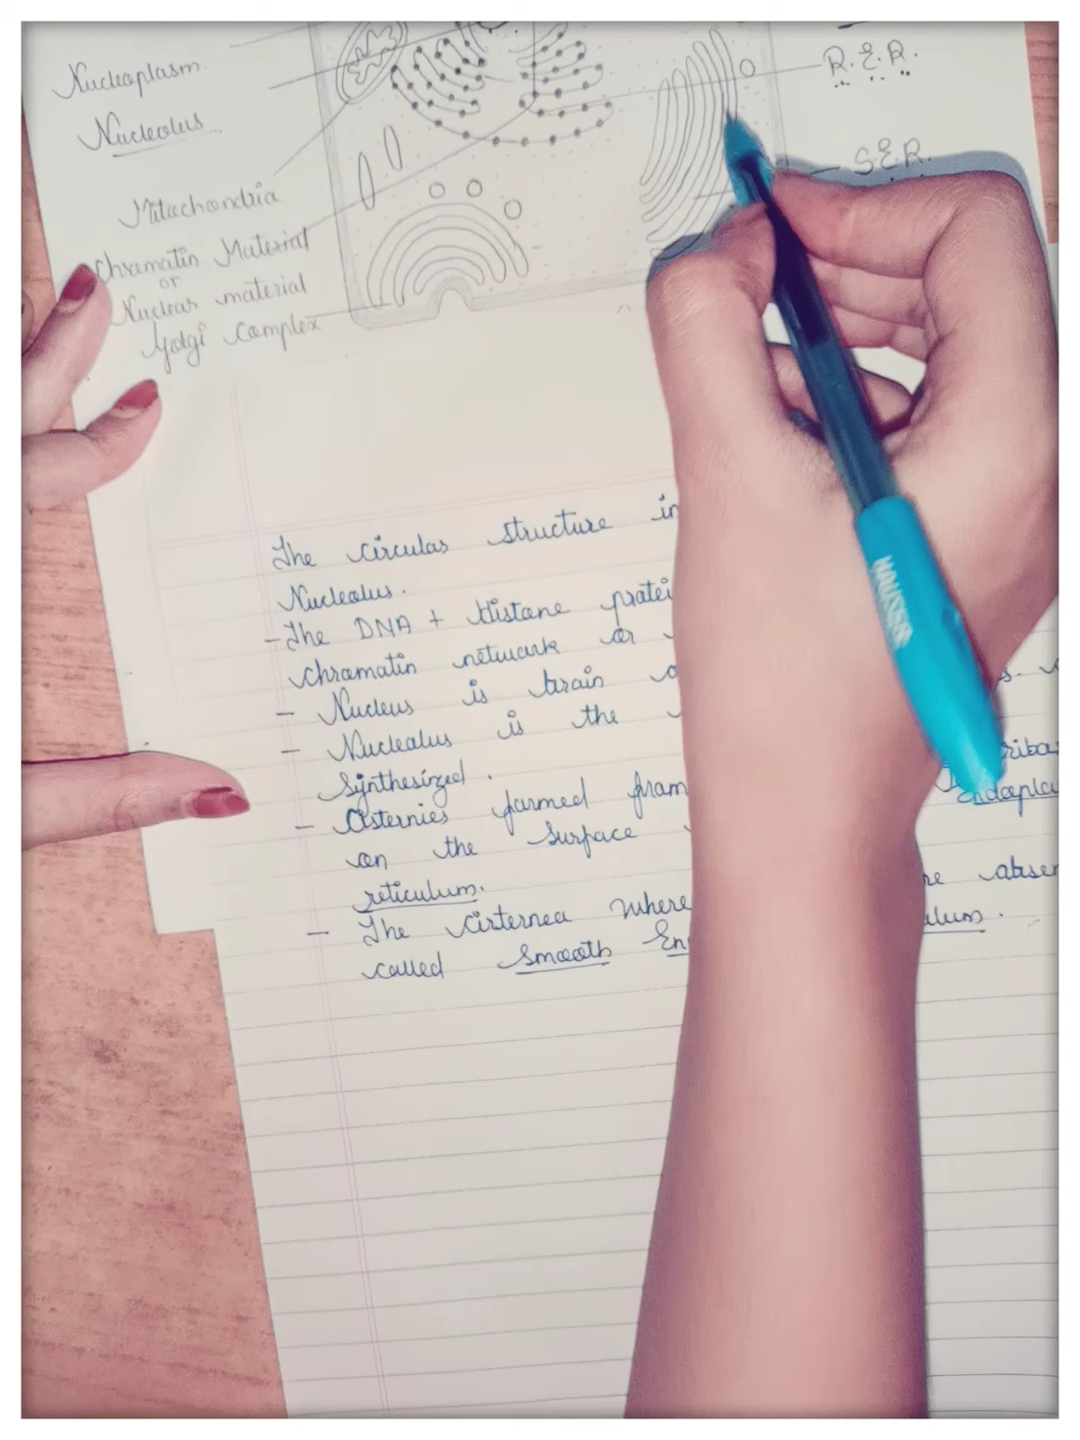 Nucleoplasm
Nucleolus
Mitochondria
Chromatin Material
or
Nuclear material
Golgi Complex
R.E.R.
S.E.R.
The circular structure in
Nucleolus.
- The DNA + Histone protei
chromatin network or
- Nucleus is brain
- Nucleolus is the
synthesized.
- Cisternies formed from
on the surface
reticulum.
- The cisternea where absen
called Smooth En
HAUSER